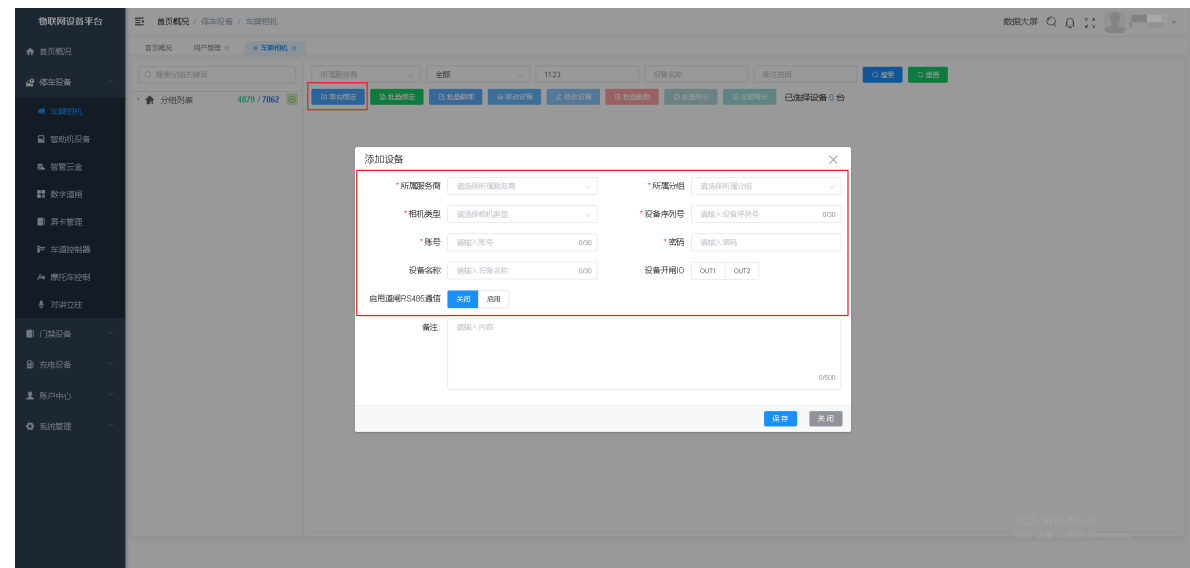 物联网设备平台
首页概况 / 停车设备 / 车牌相机
数据大屏
首页概况
用户管理 ×
车牌相机 ×
首页概况
停车设备
车牌相机
智助机设备
智管云盒
数字道闸
屏卡管理
车道控制器
摩托车控制
对讲立柱
门禁设备
充电设备
账户中心
系统管理
搜索分组关键词
分组列表 4879 / 7062
所属服务商 全部 1123 设备名称 备注说明 搜索 重置
单台绑定 批量绑定 批量解绑 移动设备 修改设备 批量删除 已选择设备 0 台
添加设备
* 所属服务商 请选择所属服务商
* 所属分组 请选择所属分组
* 相机类型 请选择相机类型
* 设备序列号 请输入设备序列号 0/30
* 账号 请输入账号 0/30
* 密码 请输入密码
设备名称 请输入设备名称 0/30
设备开闸IO OUT1 OUT2
启用道闸RS485通信 关闭 启用
备注: 请输入内容
0/500
保存 关闭
激活 Windows